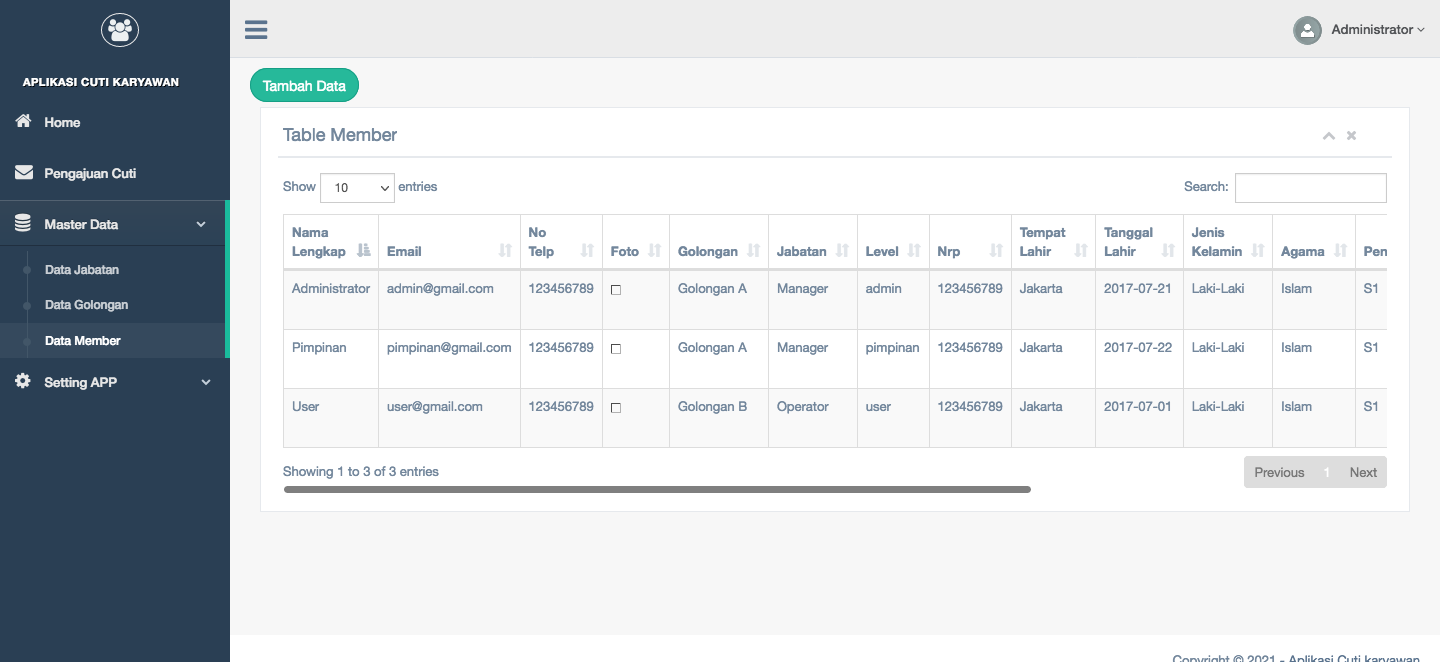 APLIKASI CUTI KARYAWAN
Home
Pengajuan Cuti
Master Data
Data Jabatan
Data Golongan
Data Member
Setting APP
Administrator
Tambah Data
Table Member
Show 10 entries
Search:
Nama Lengkap Email No Telp Foto Golongan Jabatan Level Nrp Tempat Lahir Tanggal Lahir Jenis Kelamin Agama Pen
Administrator admin@gmail.com 123456789 Golongan A Manager admin 123456789 Jakarta 2017-07-21 Laki-Laki Islam S1
Pimpinan pimpinan@gmail.com 123456789 Golongan A Manager pimpinan 123456789 Jakarta 2017-07-22 Laki-Laki Islam S1
User user@gmail.com 123456789 Golongan B Operator user 123456789 Jakarta 2017-07-01 Laki-Laki Islam S1
Showing 1 to 3 of 3 entries
Previous 1 Next
Copyright © 2021 - Aplikasi Cuti karyawan